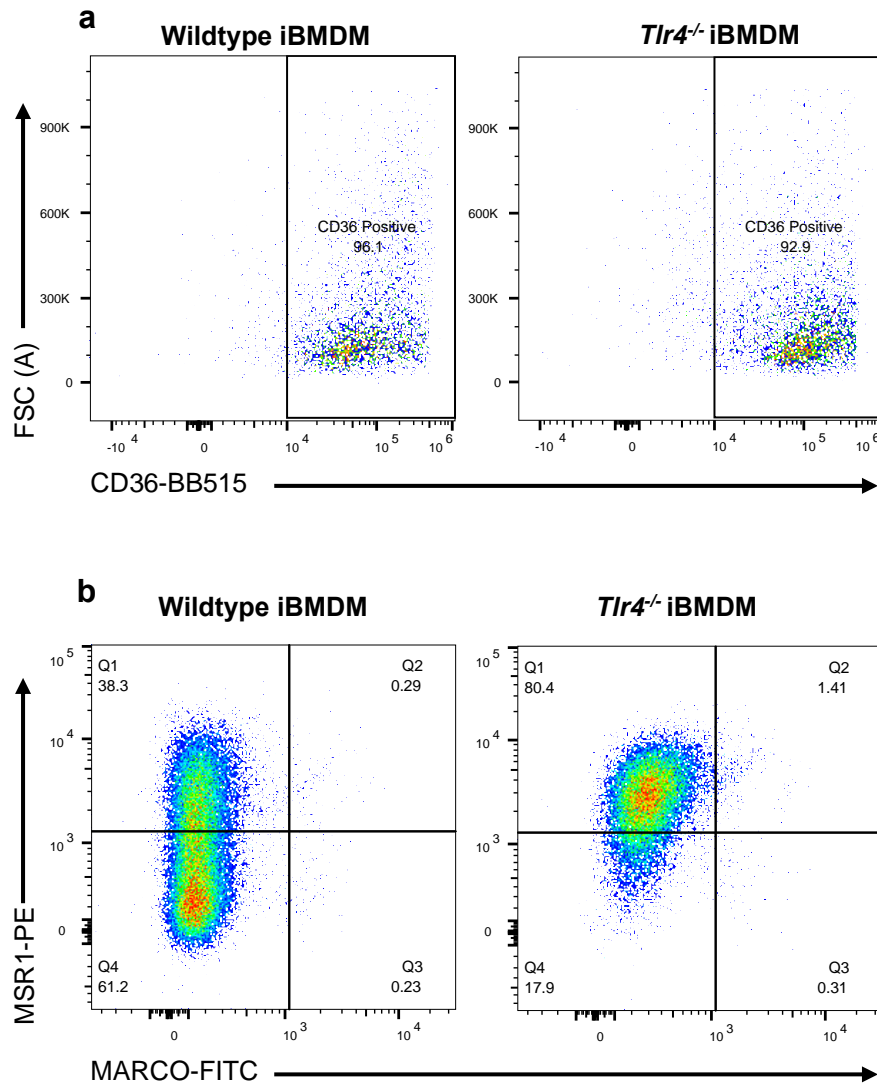 a
Wildtype iBMDM
Tlr4-/- iBMDM
FSC (A)
900K
600K
300K
0
CD36 Positive
96.1
-10 4
0
10 4
10 5
10 6
900K
600K
300K
0
CD36 Positive
92.9
-10 4
0
10 4
10 5
10 6
CD36-BB515
b
Wildtype iBMDM
Tlr4-/- iBMDM
MSR1-PE
10 5
10 4
10 3
0
Q1
38.3
Q2
0.29
Q4
61.2
Q3
0.23
0
10 3
10 4
10 5
10 4
10 3
0
Q1
80.4
Q2
1.41
Q4
17.9
Q3
0.31
0
10 3
10 4
MARCO-FITC